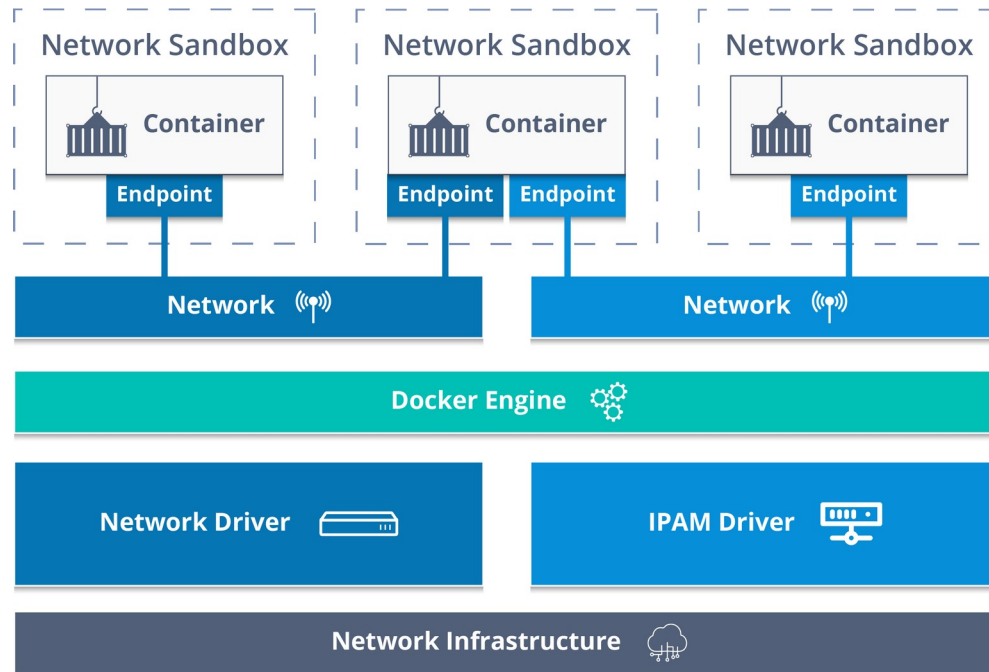 Network Sandbox
Network Sandbox
Network Sandbox
Container
Container
Container
Endpoint
Endpoint
Endpoint
Endpoint
Network
Network
Docker Engine
Network Driver
IPAM Driver
Network Infrastructure